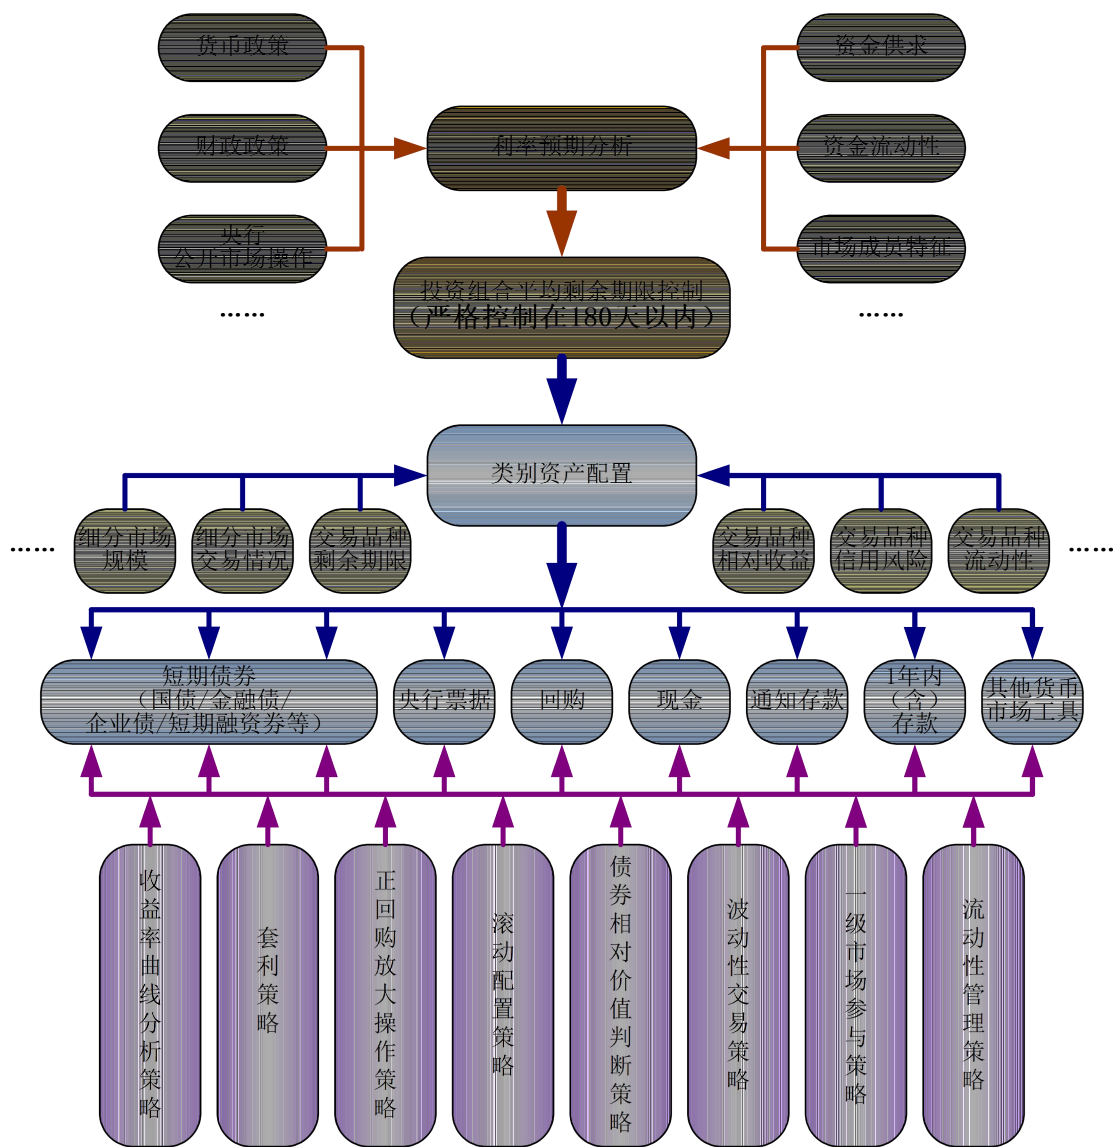 货币政策
资金供求
财政政策
利率预期分析
资金流动性
央行
公开市场操作
市场成员特征
……
投资组合平均剩余期限控制
（严格控制在180天以内）
……
类别资产配置
……
细分市场
规模
细分市场
交易情况
交易品种
剩余期限
交易品种
相对收益
交易品种
信用风险
交易品种
流动性
……
短期债券
（国债/金融债/
企业债/短期融资券等）
央行票据
回购
现金
通知存款
1年内
（含）
存款
其他货币
市场工具
收益率曲线分析策略
套利策略
正回购放大操作策略
滚动配置策略
债券相对价值判断策略
波动性交易策略
一级市场参与策略
流动性管理策略